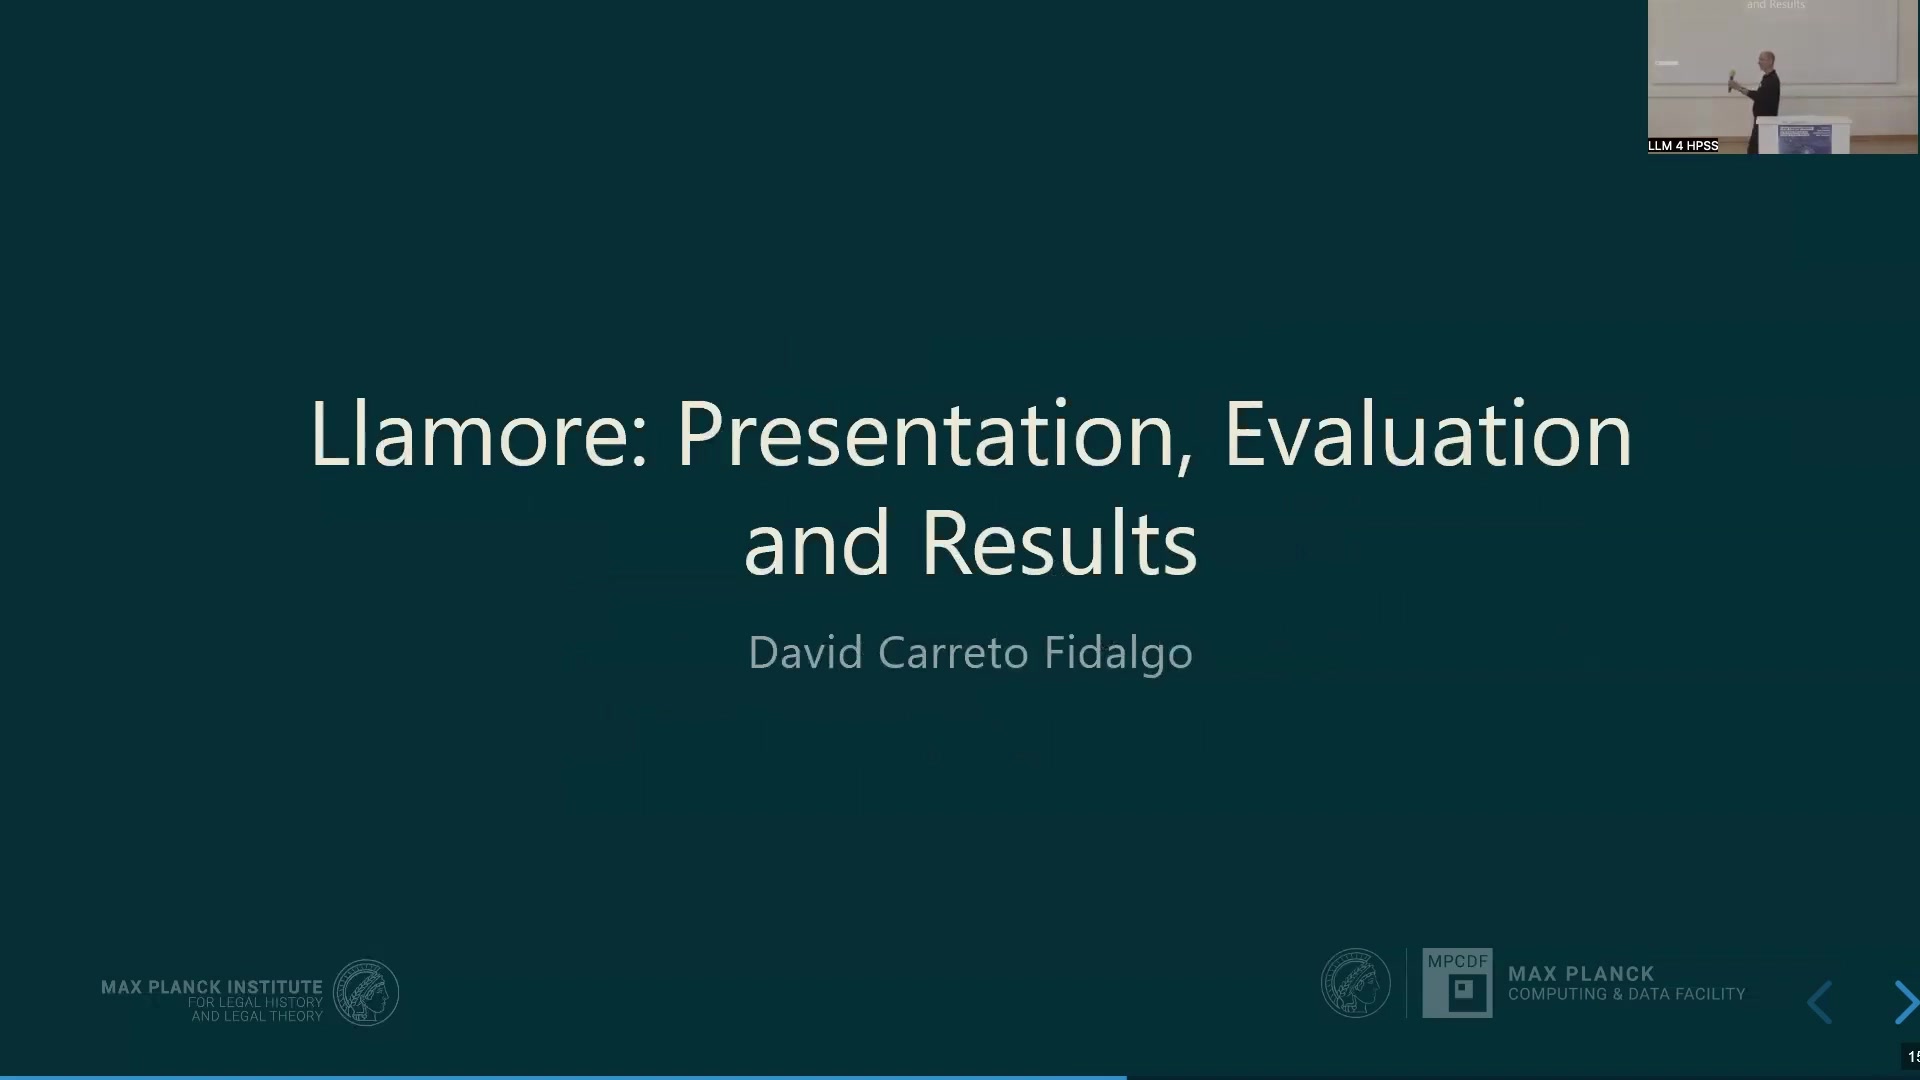 and Results
LLM 4 HPSS
Llamore: Presentation, Evaluation
and Results
David Carreto Fidalgo
MAX PLANCK INSTITUTE
FOR LEGAL HISTORY
AND LEGAL THEORY
MPCDF
MAX PLANCK
COMPUTING & DATA FACILITY
15